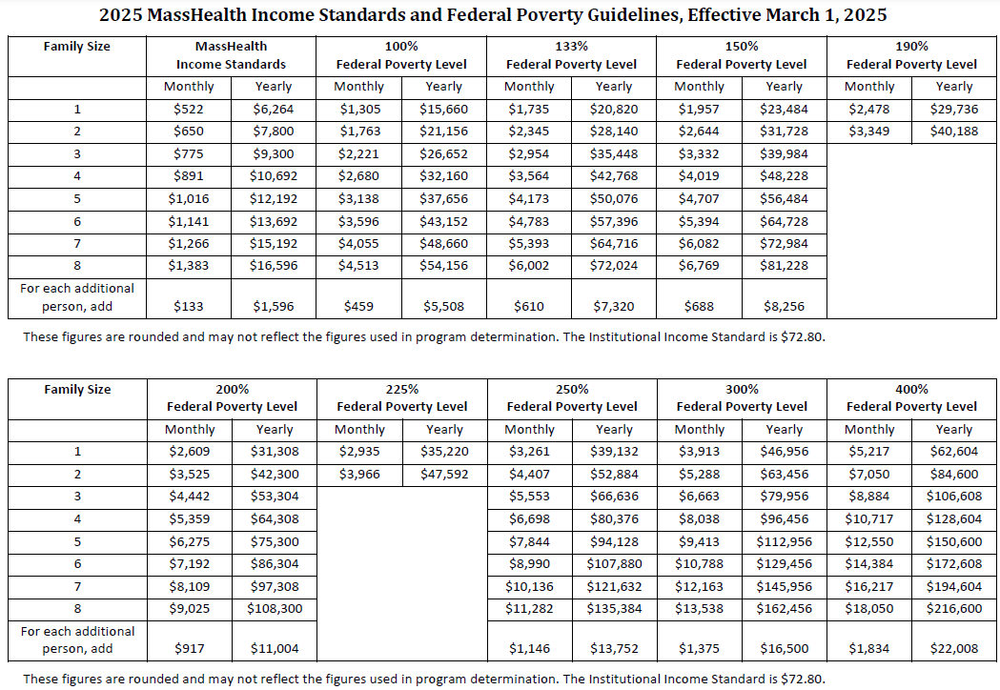 2025 MassHealth Income Standards and Federal Poverty Guidelines, Effective March 1, 2025
Family Size MassHealth 100% 133% 150% 190%
Income Standards Federal Poverty Level Federal Poverty Level Federal Poverty Level Federal Poverty Level
Monthly Yearly Monthly Yearly Monthly Yearly Monthly Yearly Monthly Yearly
1 $522 $6,264 $1,305 $15,660 $1,735 $20,820 $1,957 $23,484 $2,478 $29,736
2 $650 $7,800 $1,763 $21,156 $2,345 $28,140 $2,644 $31,728 $3,349 $40,188
3 $775 $9,300 $2,221 $26,652 $2,954 $35,448 $3,332 $39,984
4 $891 $10,692 $2,680 $32,160 $3,564 $42,768 $4,019 $48,228
5 $1,016 $12,192 $3,138 $37,656 $4,173 $50,076 $4,707 $56,484
6 $1,141 $13,692 $3,596 $43,152 $4,783 $57,396 $5,394 $64,728
7 $1,266 $15,192 $4,055 $48,660 $5,393 $64,716 $6,082 $72,984
8 $1,383 $16,596 $4,513 $54,156 $6,002 $72,024 $6,769 $81,228
For each additional
person, add $133 $1,596 $459 $5,508 $610 $7,320 $688 $8,256
These figures are rounded and may not reflect the figures used in program determination. The Institutional Income Standard is $72.80.
Family Size 200% 225% 250% 300% 400%
Federal Poverty Level Federal Poverty Level Federal Poverty Level Federal Poverty Level Federal Poverty Level
Monthly Yearly Monthly Yearly Monthly Yearly Monthly Yearly Monthly Yearly
1 $2,609 $31,308 $2,935 $35,220 $3,261 $39,132 $3,913 $46,956 $5,217 $62,604
2 $3,525 $42,300 $3,966 $47,592 $4,407 $52,884 $5,288 $63,456 $7,050 $84,600
3 $4,442 $53,304 $5,553 $66,636 $6,663 $79,956 $8,884 $106,608
4 $5,359 $64,308 $6,698 $80,376 $8,038 $96,456 $10,717 $128,604
5 $6,275 $75,300 $7,844 $94,128 $9,413 $112,956 $12,550 $150,600
6 $7,192 $86,304 $8,990 $107,880 $10,788 $129,456 $14,384 $172,608
7 $8,109 $97,308 $10,136 $121,632 $12,163 $145,956 $16,217 $194,604
8 $9,025 $108,300 $11,282 $135,384 $13,538 $162,456 $18,050 $216,600
For each additional
person, add $917 $11,004 $1,146 $13,752 $1,375 $16,500 $1,834 $22,008
These figures are rounded and may not reflect the figures used in program determination. The Institutional Income Standard is $72.80.